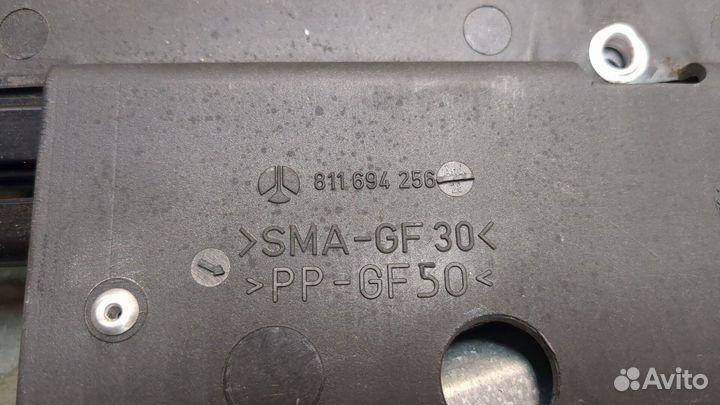 811 694 256
>SMA-GF30<
>PP-GF50<
Avito